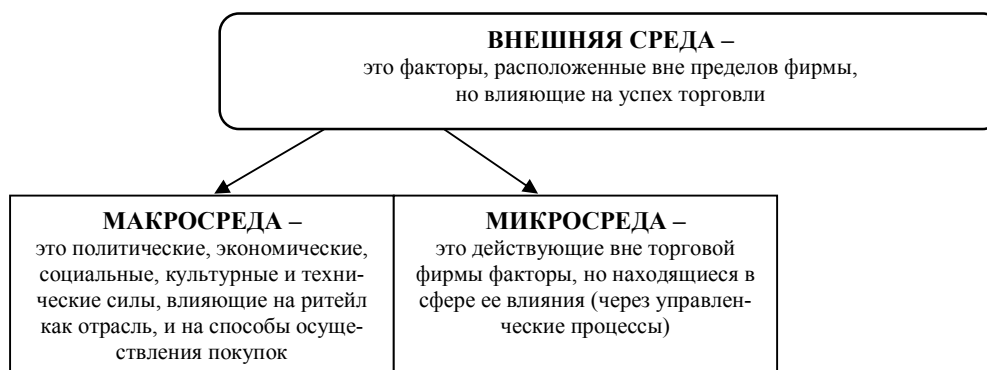 ВНЕШНЯЯ СРЕДА –
это факторы, расположенные вне пределов фирмы,
но влияющие на успех торговли
МАКРОСРЕДА –
это политические, экономические,
социальные, культурные и техни-
ческие силы, влияющие на ритейл
как отрасль, и на способы осуще-
ствления покупок
МИКРОСРЕДА –
это действующие вне торговой
фирмы факторы, но находящиеся в
сфере ее влияния (через управлен-
ческие процессы)